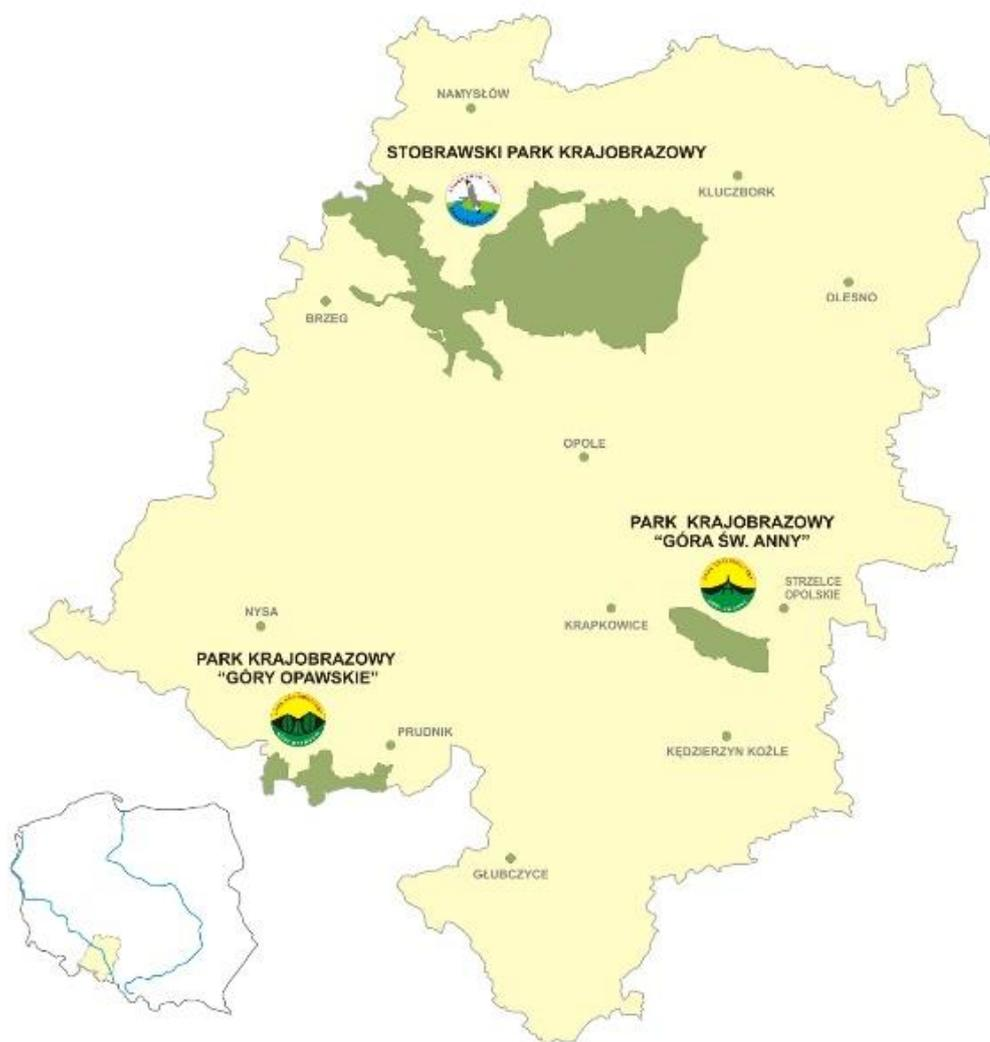 NAMYSŁÓW
STOBRAWSKI PARK KRAJOBRAZOWY
KLUCZBORK
OLESNO
BRZEG
OPOLE
PARK KRAJOBRAZOWY
“GÓRA ŚW. ANNY”
STRZELCE
OPOLSKIE
NYSA
KRAPKOWICE
PARK KRAJOBRAZOWY
“GÓRY OPAWSKIE”
PRUDNIK
KĘDZIERZYN KOŹLE
GŁUBCZYCE